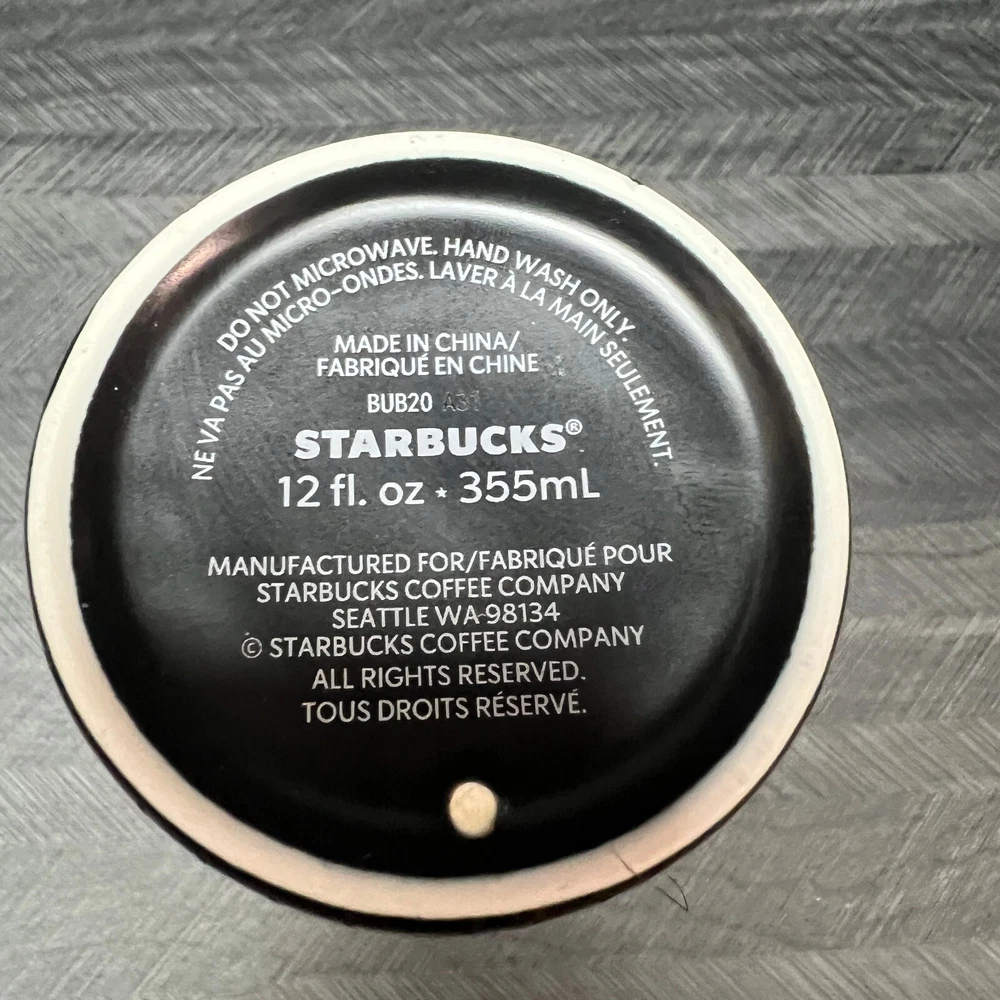 DO NOT MICROWAVE. HAND WASH ONLY.
NE VA PAS AU MICRO-ONDES. LAVER À LA MAIN SEULEMENT.
MADE IN CHINA/
FABRIQUÉ EN CHINE
BUB20
STARBUCKS®
12 fl. oz ★ 355mL
MANUFACTURED FOR/FABRIQUÉ POUR
STARBUCKS COFFEE COMPANY
SEATTLE WA 98134
© STARBUCKS COFFEE COMPANY
ALL RIGHTS RESERVED.
TOUS DROITS RÉSERVÉ.